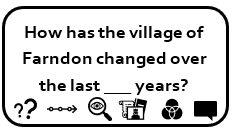 How has the village of
Farndon changed over
the last ___ years?
??